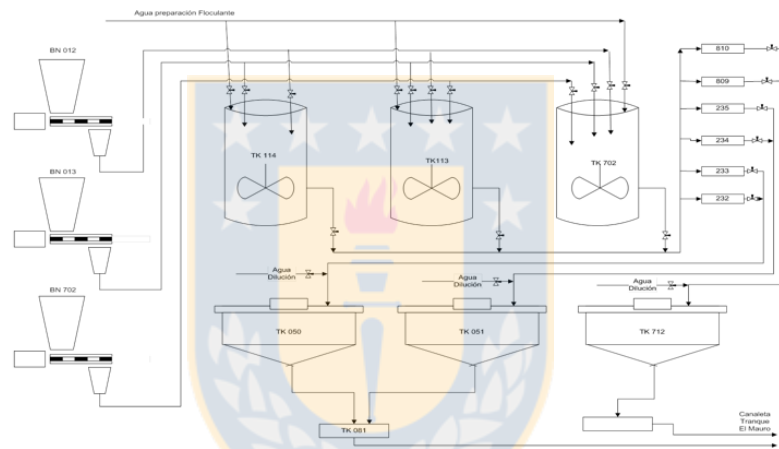 Agua preparación Floculante
BN 012
BN 013
BN 702
TK 114
TK113
TK 702
810
809
235
234
233
232
Agua
Dilución
Agua
Dilución
Agua
Dilución
TK 050
TK 051
TK 712
TK 081
Canaleta
Tranque
El Mauro